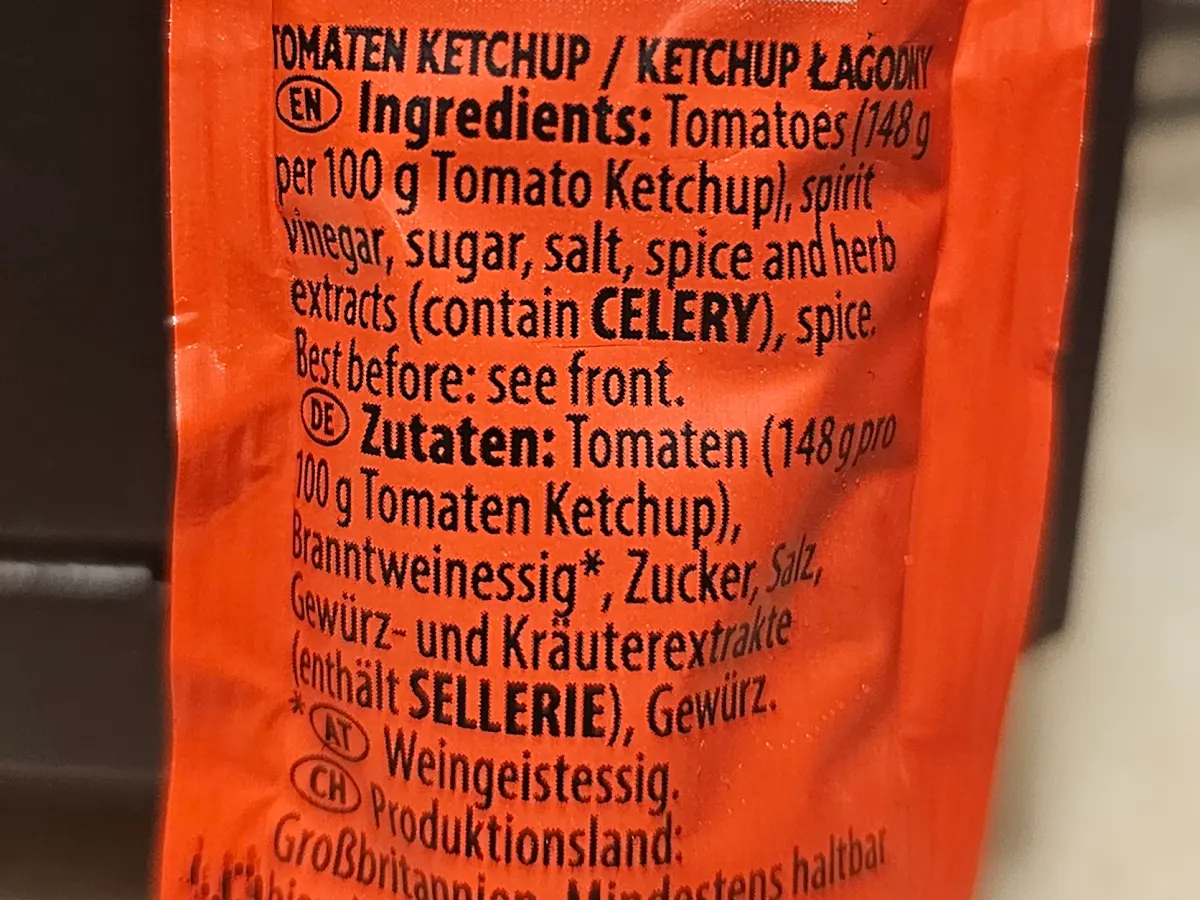 TOMATEN KETCHUP / KETCHUP ŁAGODNY
EN Ingredients: Tomatoes (148 g
per 100 g Tomato Ketchup), spirit
vinegar, sugar, salt, spice and herb
extracts (contain CELERY), spice.
Best before: see front.
DE Zutaten: Tomaten (148 g pro
100 g Tomaten Ketchup),
Branntweinessig*, Zucker, Salz,
Gewürz- und Kräuterextrakte
(enthält SELLERIE), Gewürz.
* AT Weingeistessig.
CH Produktionsland:
Großbritannien. Mindestens haltbar